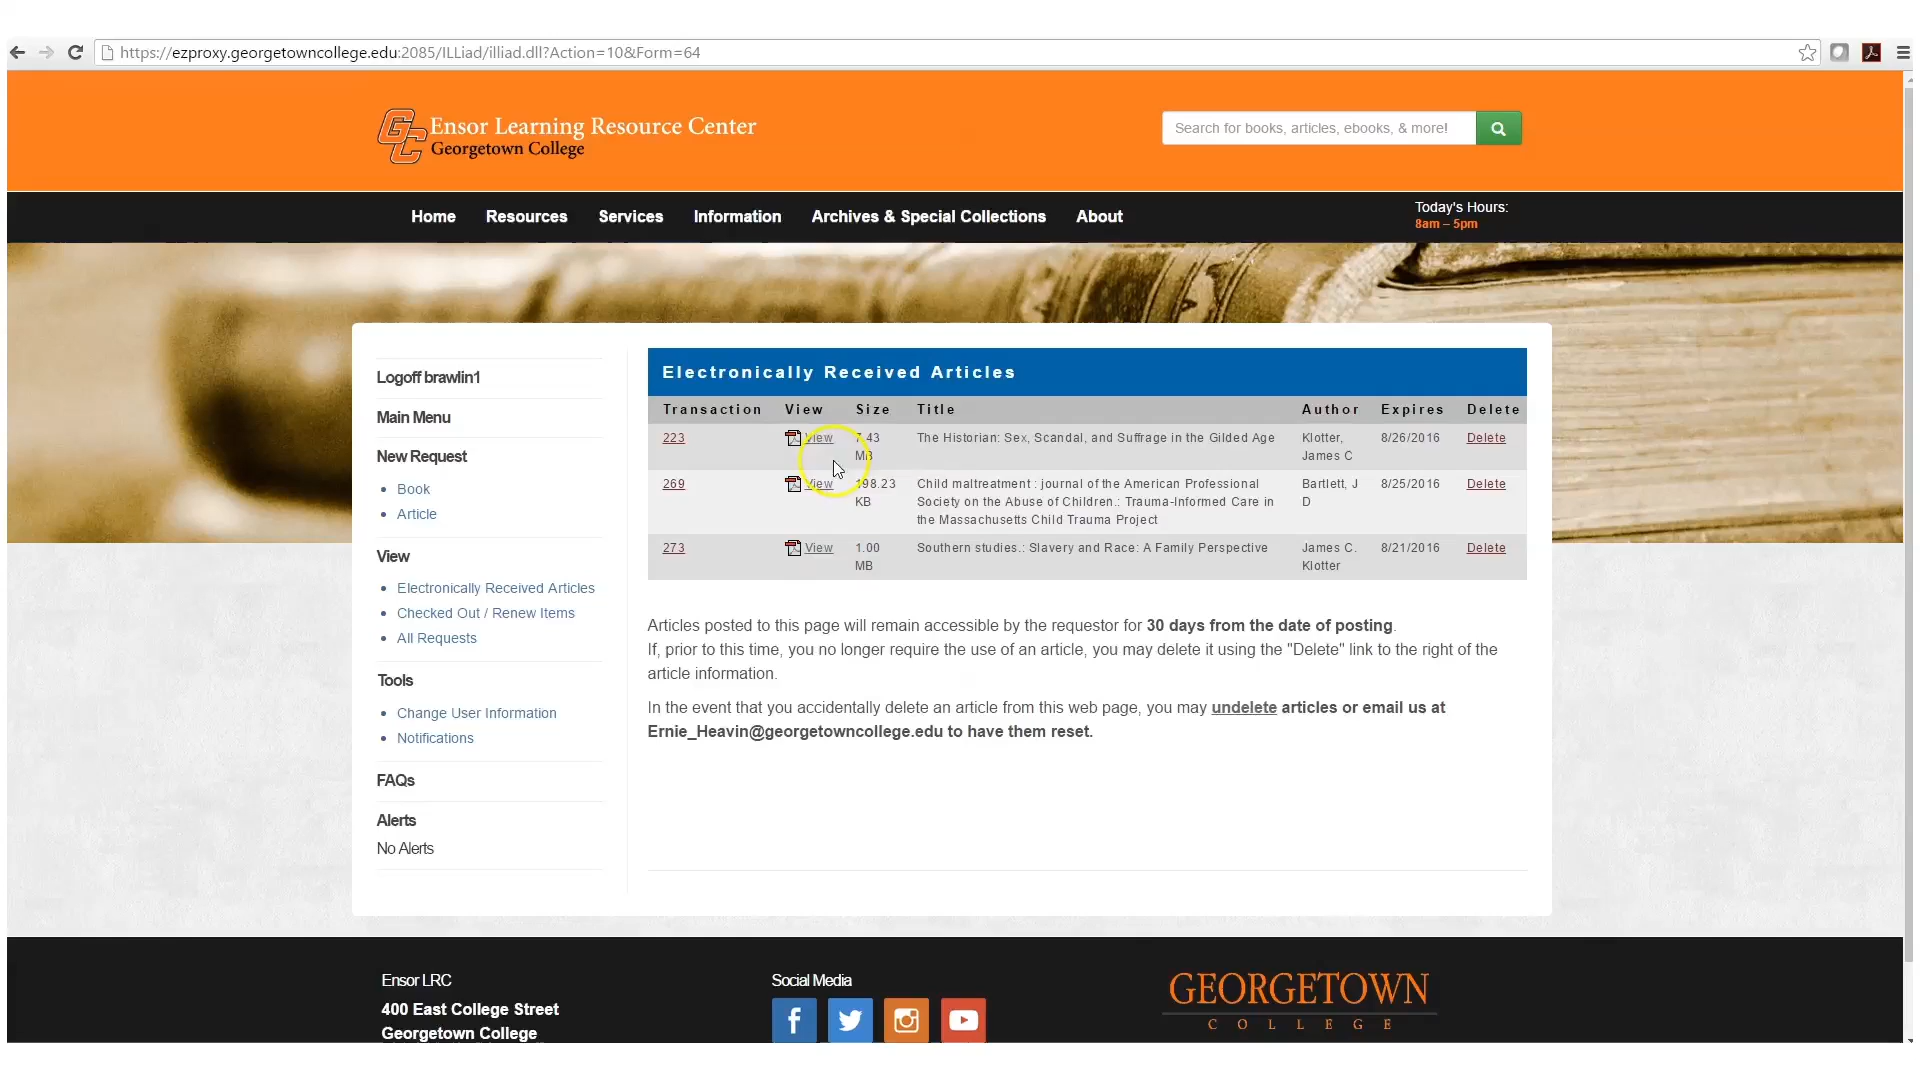 https://ezproxy.georgetowncollege.edu:2085/ILLiad/illiad.dll?Action=10&Form=64
GC
Ensor Learning Resource Center
Georgetown College
Search for books, articles, ebooks, & more!
Home Resources Services Information Archives & Special Collections About
Today's Hours:
8am – 5pm
Logoff brawlin1
Main Menu
New Request
Book
Article
View
Electronically Received Articles
Checked Out / Renew Items
All Requests
Tools
Change User Information
Notifications
FAQs
Alerts
No Alerts
Electronically Received Articles
Transaction View Size Title Author Expires Delete
223 View 7.43 The Historian: Sex, Scandal, and Suffrage in the Gilded Age Klotter, 8/26/2016 Delete
MB James C
269 View 198.23 Child maltreatment : journal of the American Professional Bartlett, J 8/25/2016 Delete
KB Society on the Abuse of Children.: Trauma-Informed Care in D
the Massachusetts Child Trauma Project
273 View 1.00 Southern studies.: Slavery and Race: A Family Perspective James C. 8/21/2016 Delete
MB Klotter
Articles posted to this page will remain accessible by the requestor for 30 days from the date of posting.
If, prior to this time, you no longer require the use of an article, you may delete it using the "Delete" link to the right of the
article information.
In the event that you accidentally delete an article from this web page, you may undelete articles or email us at
Ernie_Heavin@georgetowncollege.edu to have them reset.
Ensor LRC
400 East College Street
Georgetown College
Social Media
GEORGETOWN
COLLEGE